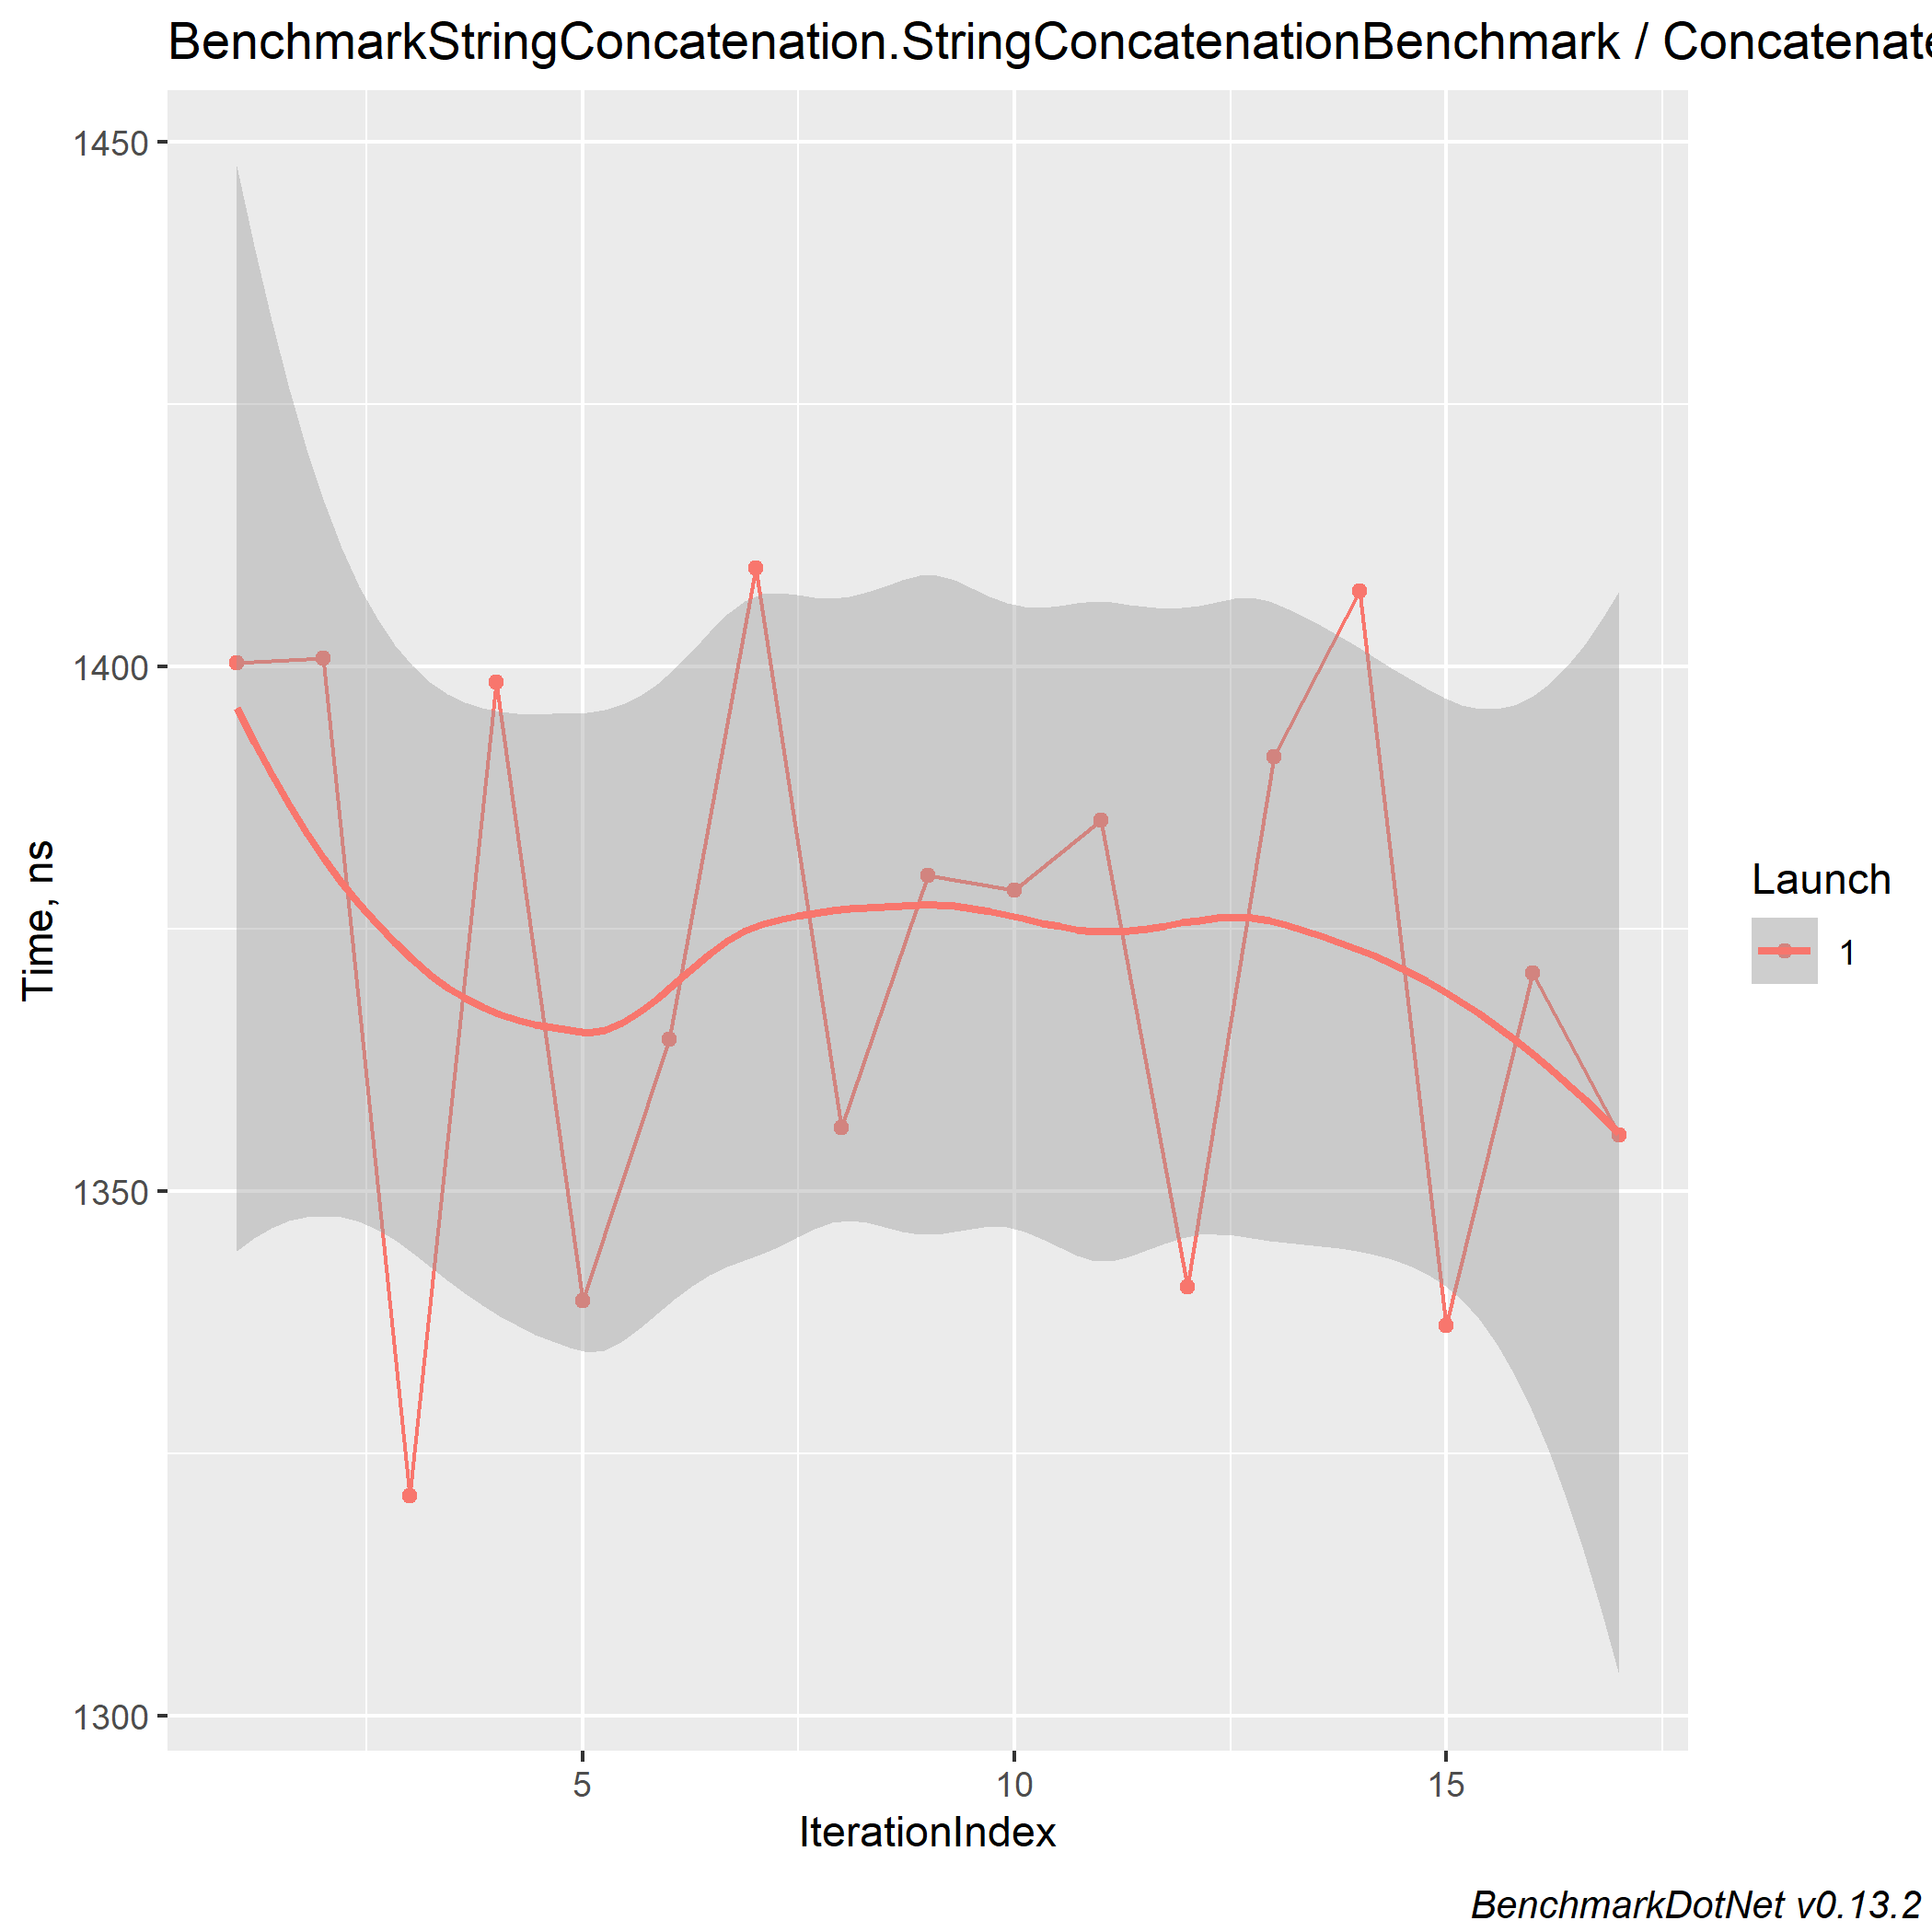 BenchmarkStringConcatenation.StringConcatenationBenchmark / Concatenate
1450
1400
1350
1300
Time, ns
5 10 15
IterationIndex
Launch
1
BenchmarkDotNet v0.13.2